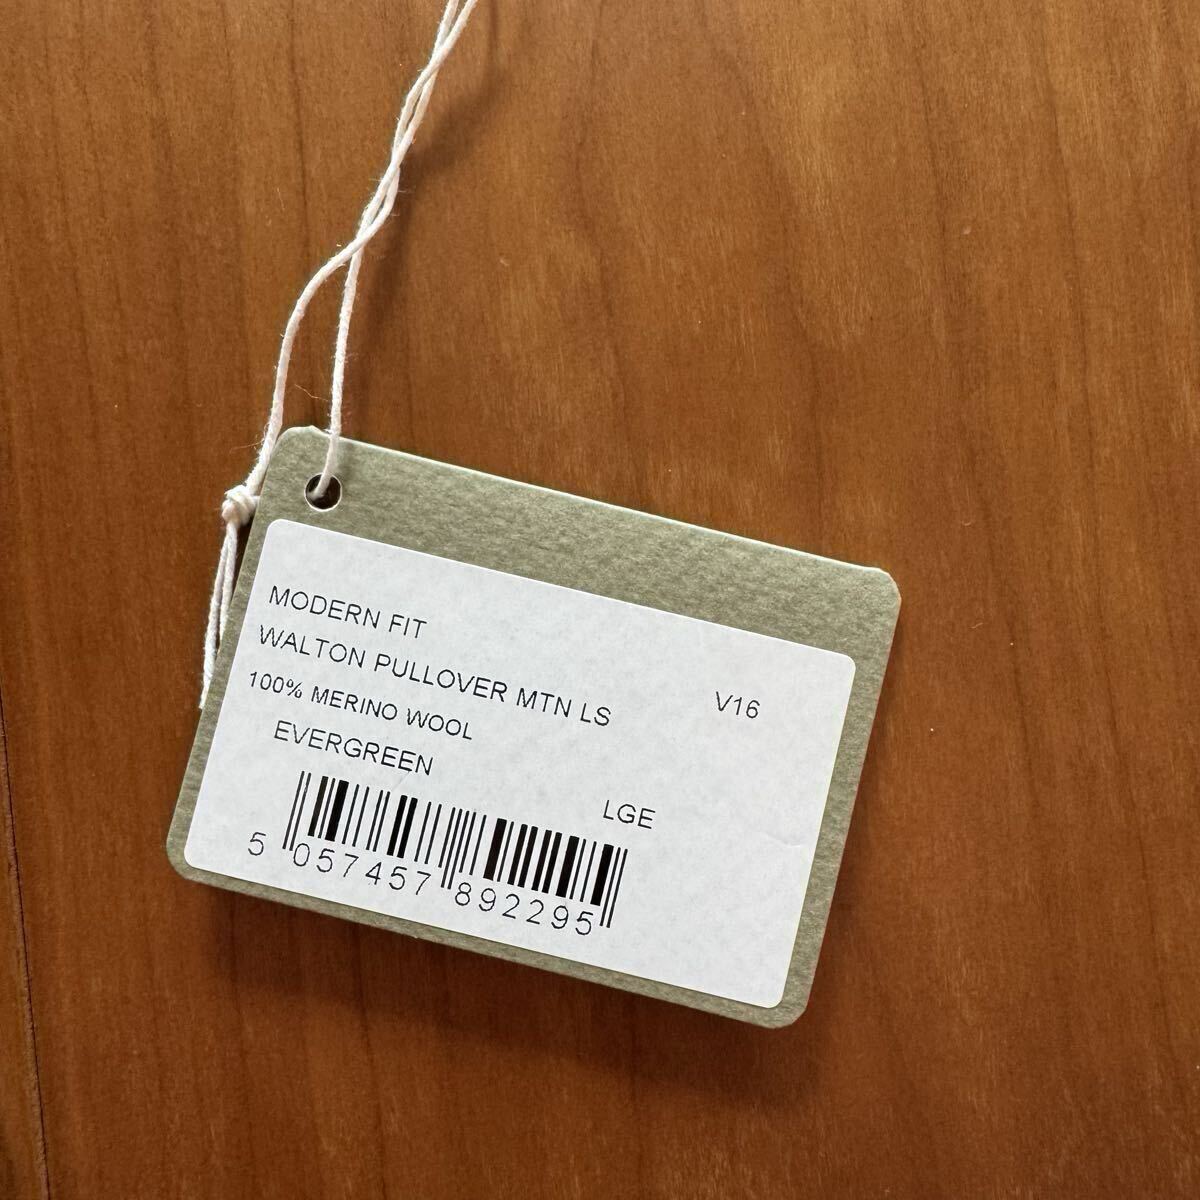 MODERN FIT
WALTON PULLOVER MTN LS V16
100% MERINO WOOL
EVERGREEN
LGE
5 057457 892295